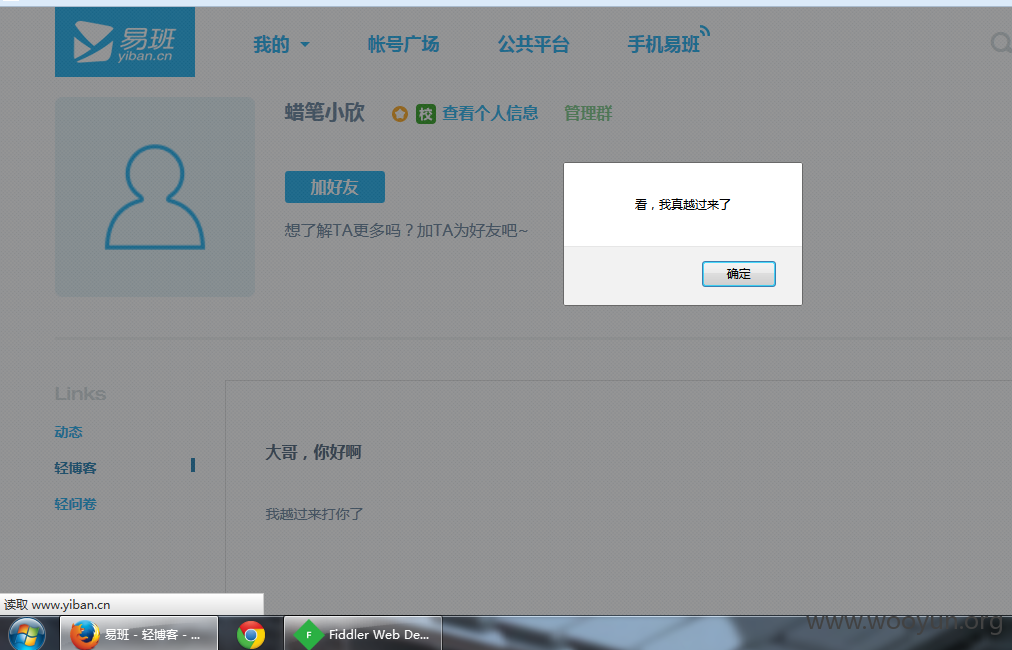 易班
yiban.cn
我的 帐号广场 公共平台 手机易班
蜡笔小欣 校 查看个人信息 管理群
加好友
想了解TA更多吗？加TA为好友吧~
看，我真越过来了
确定
Links
动态
轻博客
轻问卷
大哥，你好啊
我越过来打你了
读取 www.yiban.cn
易班 - 轻博客 - ...
F Fiddler Web De...
www.wooyun.org